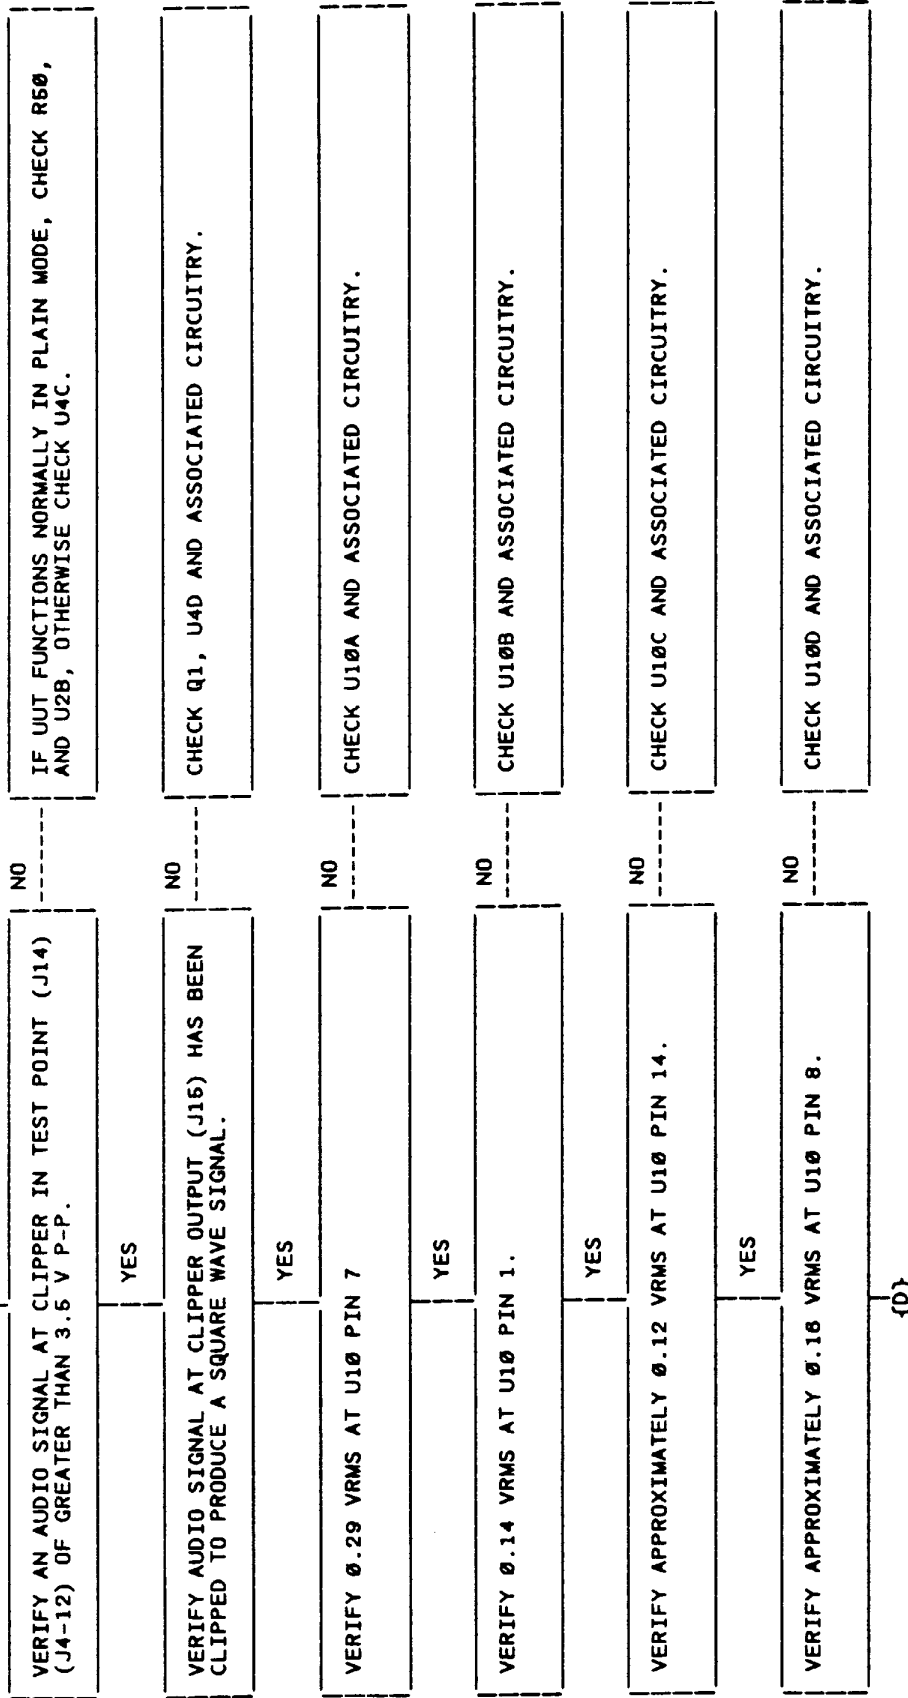 VERIFY AN AUDIO SIGNAL AT CLIPPER IN TEST POINT (J14)
(J4-12) OF GREATER THAN 3.5 V P-P.
NO
IF UUT FUNCTIONS NORMALLY IN PLAIN MODE, CHECK R50,
AND U2B, OTHERWISE CHECK U4C.
YES
VERIFY AUDIO SIGNAL AT CLIPPER OUTPUT (J15) HAS BEEN
CLIPPED TO PRODUCE A SQUARE WAVE SIGNAL.
NO
CHECK Q1, U4D AND ASSOCIATED CIRCUITRY.
YES
VERIFY 0.29 VRMS AT U10 PIN 7
NO
CHECK U10A AND ASSOCIATED CIRCUITRY.
YES
VERIFY 0.14 VRMS AT U10 PIN 1.
NO
CHECK U10B AND ASSOCIATED CIRCUITRY.
YES
VERIFY APPROXIMATELY 0.12 VRMS AT U10 PIN 14.
NO
CHECK U10C AND ASSOCIATED CIRCUITRY.
YES
VERIFY APPROXIMATELY 0.16 VRMS AT U10 PIN 8.
NO
CHECK U10D AND ASSOCIATED CIRCUITRY.
{D}